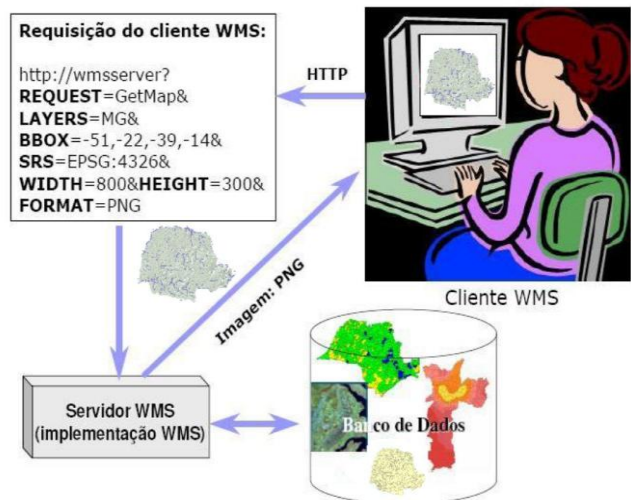 Requisição do cliente WMS:
http://wmsserver?
REQUEST=GetMap&
LAYERS=MG&
BBOX=-51,-22,-39,-14&
SRS=EPSG:4326&
WIDTH=800&HEIGHT=300&
FORMAT=PNG
HTTP
Cliente WMS
Imagem: PNG
Servidor WMS
(implementação WMS)
Banco de Dados